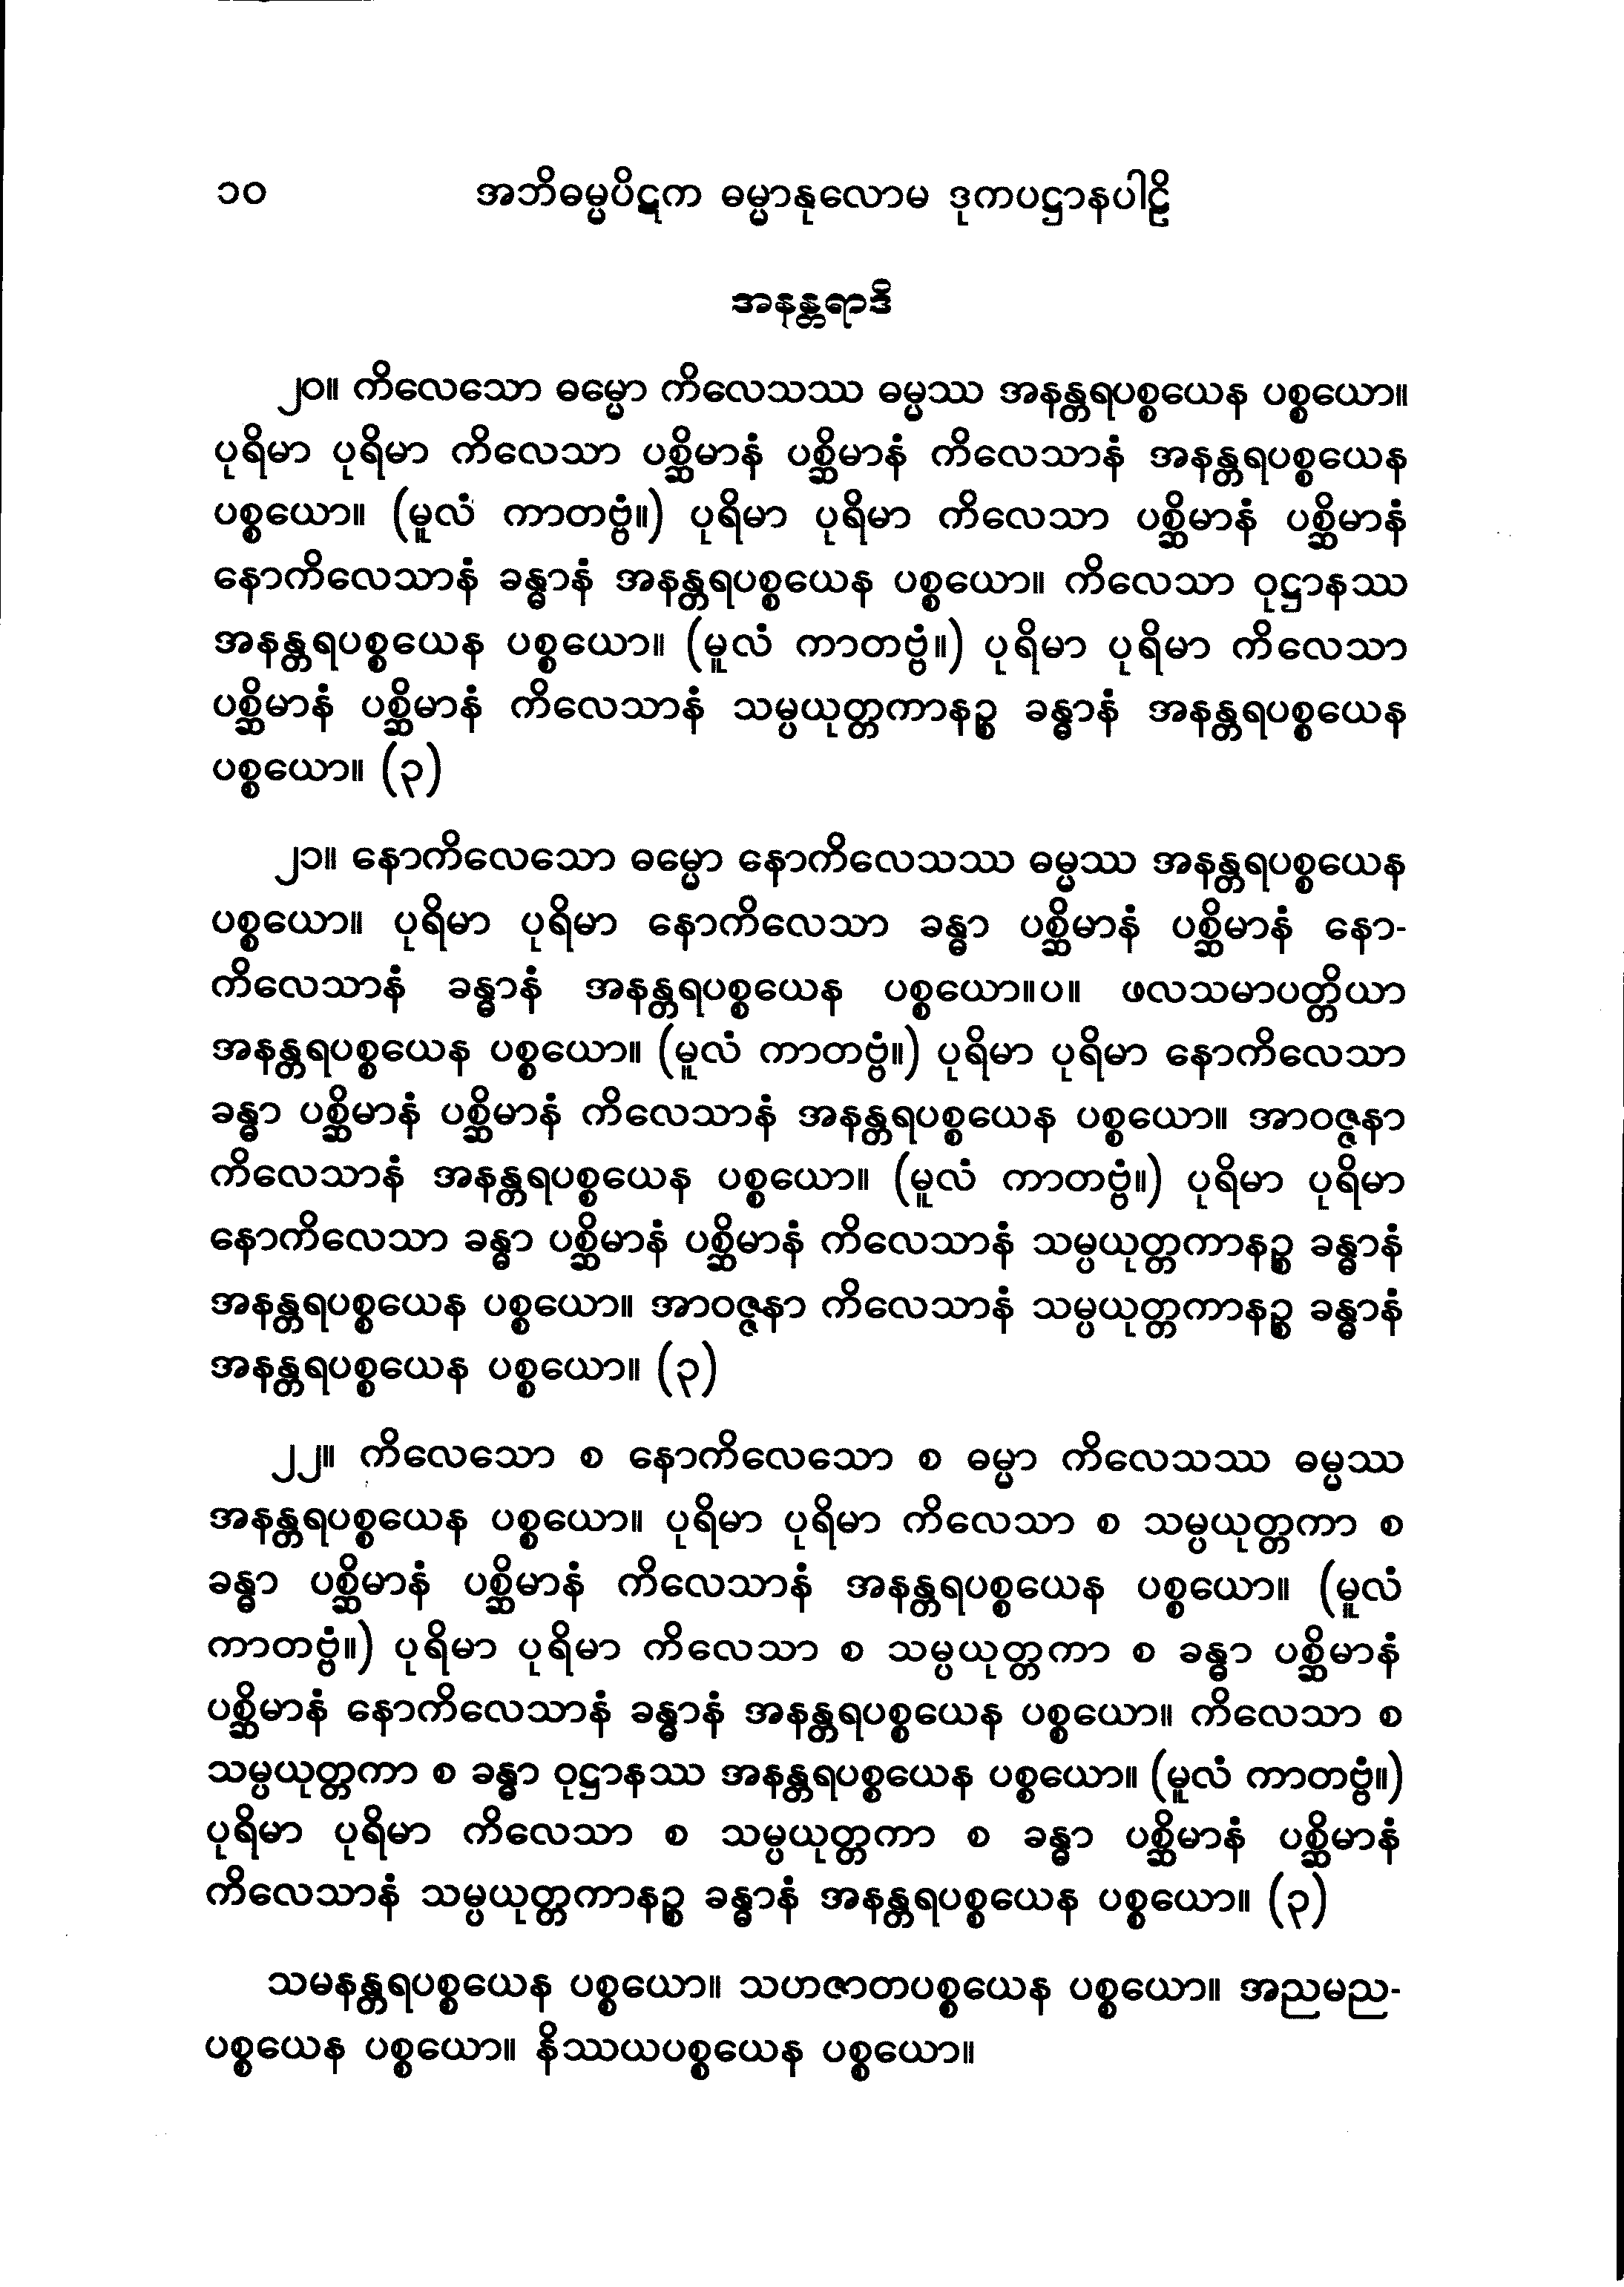 ၁၀ အဘိဓမ္မပိဋက ဓမ္မာနုလောမ ဒုကပဋ္ဌာနပါဠိ
အနန္တရာဒိ
၂၀။ ကိလေသော ဓမ္မော ကိလေသဿ ဓမ္မဿ အနန္တရပစ္စယေန ပစ္စယော။
ပုရိမာ ပုရိမာ ကိလေသာ ပစ္ဆိမာနံ ပစ္ဆိမာနံ ကိလေသာနံ အနန္တရပစ္စယေန
ပစ္စယော။ (မူလံ ကာတဗ္ဗံ။) ပုရိမာ ပုရိမာ ကိလေသာ ပစ္ဆိမာနံ ပစ္ဆိမာနံ
နောကိလေသာနံ ခန္ဓာနံ အနန္တရပစ္စယေန ပစ္စယော။ ကိလေသာ ဝုဋ္ဌာနဿ
အနန္တရပစ္စယေန ပစ္စယော။ (မူလံ ကာတဗ္ဗံ။) ပုရိမာ ပုရိမာ ကိလေသာ
ပစ္ဆိမာနံ ပစ္ဆိမာနံ ကိလေသာနံ သမ္ပယုတ္တကာနဉ္စ ခန္ဓာနံ အနန္တရပစ္စယေန
ပစ္စယော။ (၃)
၂၁။ နောကိလေသော ဓမ္မော နောကိလေသဿ ဓမ္မဿ အနန္တရပစ္စယေန
ပစ္စယော။ ပုရိမာ ပုရိမာ နောကိလေသာ ခန္ဓာ ပစ္ဆိမာနံ ပစ္ဆိမာနံ နော-
ကိလေသာနံ ခန္ဓာနံ အနန္တရပစ္စယေန ပစ္စယော။ပ။ ဖလသမာပတ္တိယာ
အနန္တရပစ္စယေန ပစ္စယော။ (မူလံ ကာတဗ္ဗံ။) ပုရိမာ ပုရိမာ နောကိလေသာ
ခန္ဓာ ပစ္ဆိမာနံ ပစ္ဆိမာနံ ကိလေသာနံ အနန္တရပစ္စယေန ပစ္စယော။ အာဝဇ္ဇနာ
ကိလေသာနံ အနန္တရပစ္စယေန ပစ္စယော။ (မူလံ ကာတဗ္ဗံ။) ပုရိမာ ပုရိမာ
နောကိလေသာ ခန္ဓာ ပစ္ဆိမာနံ ပစ္ဆိမာနံ ကိလေသာနံ သမ္ပယုတ္တကာနဉ္စ ခန္ဓာနံ
အနန္တရပစ္စယေန ပစ္စယော။ အာဝဇ္ဇနာ ကိလေသာနံ သမ္ပယုတ္တကာနဉ္စ ခန္ဓာနံ
အနန္တရပစ္စယေန ပစ္စယော။ (၃)
၂၂။ ကိလေသော စ နောကိလေသော စ ဓမ္မာ ကိလေသဿ ဓမ္မဿ
အနန္တရပစ္စယေန ပစ္စယော။ ပုရိမာ ပုရိမာ ကိလေသာ စ သမ္ပယုတ္တကာ စ
ခန္ဓာ ပစ္ဆိမာနံ ပစ္ဆိမာနံ ကိလေသာနံ အနန္တရပစ္စယေန ပစ္စယော။ (မူလံ
ကာတဗ္ဗံ။) ပုရိမာ ပုရိမာ ကိလေသာ စ သမ္ပယုတ္တကာ စ ခန္ဓာ ပစ္ဆိမာနံ
ပစ္ဆိမာနံ နောကိလေသာနံ ခန္ဓာနံ အနန္တရပစ္စယေန ပစ္စယော။ ကိလေသာ စ
သမ္ပယုတ္တကာ စ ခန္ဓာ ဝုဋ္ဌာနဿ အနန္တရပစ္စယေန ပစ္စယော။ (မူလံ ကာတဗ္ဗံ။)
ပုရိမာ ပုရိမာ ကိလေသာ စ သမ္ပယုတ္တကာ စ ခန္ဓာ ပစ္ဆိမာနံ ပစ္ဆိမာနံ
ကိလေသာနံ သမ္ပယုတ္တကာနဉ္စ ခန္ဓာနံ အနန္တရပစ္စယေန ပစ္စယော။ (၃)
သမနန္တရပစ္စယေန ပစ္စယော။ သဟဇာတပစ္စယေန ပစ္စယော။ အညမည-
ပစ္စယေန ပစ္စယော။ နိဿယပစ္စယေန ပစ္စယော။